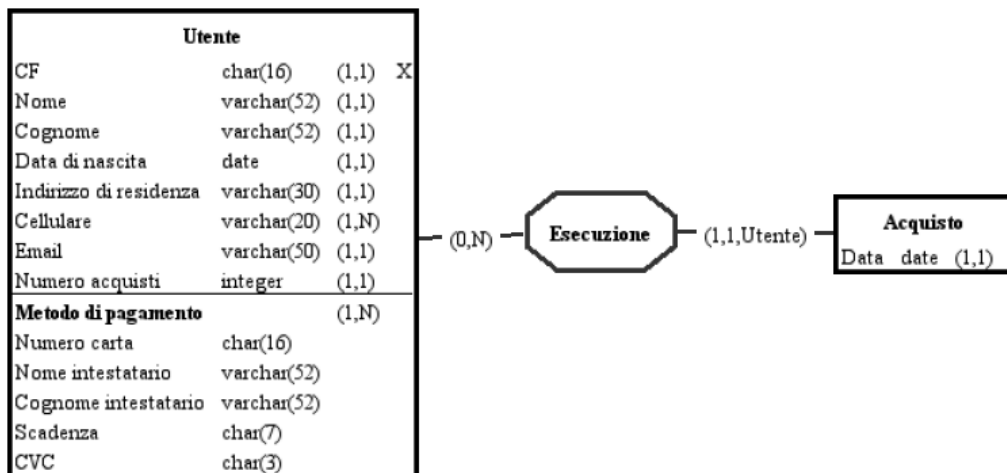 Utente
CF char(16) (1,1) X
Nome varchar(52) (1,1)
Cognome varchar(52) (1,1)
Data di nascita date (1,1)
Indirizzo di residenza varchar(30) (1,1)
Cellulare varchar(20) (1,N)
Email varchar(50) (1,1)
Numero acquisti integer (1,1)
Metodo di pagamento (1,N)
Numero carta char(16)
Nome intestatario varchar(52)
Cognome intestatario varchar(52)
Scadenza char(7)
CVC char(3)
(0,N)
Esecuzione
(1,1,Utente)
Acquisto
Data date (1,1)